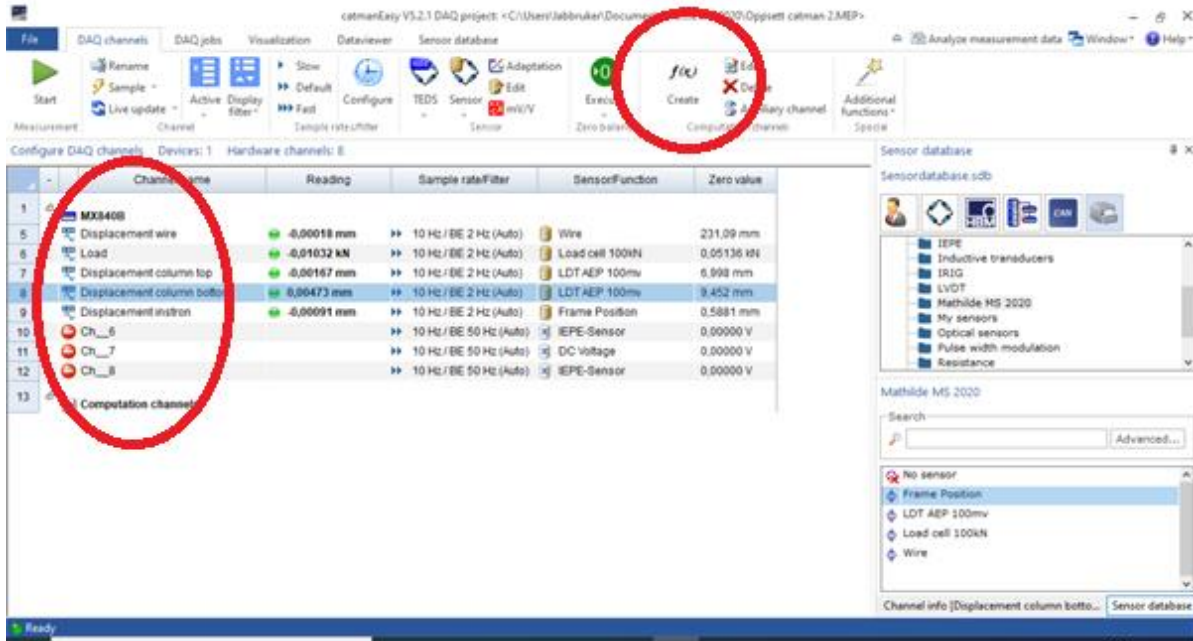 catmanEasy V5.2.1 DAQ project: <C:\Users\labbruker\Documen 2020\Oppsett catman 2.MEP>
File DAQ channels DAQ jobs Visualization Dataviewer Sensor database Analyze measurement data Window Help
Rename Slow Adaptation
Sample Default Edit
Start Live update Active Display filter Fast Configure TEDS Sensor mV/V Execu f(x) Create Auxiliary channel Additional functions
Measurement Channel Sample rates/filter Sensor Zero balan Special
Configure DAQ channels Devices: 1 Hardware channels: 8
Channel name Reading Sample rate/Filter Sensor/Function Zero value
1 MX840B
5 Displacement wire -0,00018 mm 10 Hz / BE 2 Hz (Auto) Wire 231,09 mm
6 Load -0,01032 kN 10 Hz / BE 2 Hz (Auto) Load cell 100kN 0,05136 kN
7 Displacement column top -0,00167 mm 10 Hz / BE 2 Hz (Auto) LDT AEP 100mv 6,998 mm
8 Displacement column bottom 0,00473 mm 10 Hz / BE 2 Hz (Auto) LDT AEP 100mv 9,452 mm
9 Displacement instron -0,00091 mm 10 Hz / BE 2 Hz (Auto) Frame Position 0,5881 mm
10 Ch__6 10 Hz / BE 50 Hz (Auto) IEPE-Sensor 0,00000 V
11 Ch__7 10 Hz / BE 50 Hz (Auto) DC Voltage 0,00000 V
12 Ch__8 10 Hz / BE 50 Hz (Auto) IEPE-Sensor 0,00000 V
13 Computation channels
Sensor database
Sensordatabase.sdb
HBM CAN
IEPE
Inductive transducers
IRIG
LVDT
Mathilde MS 2020
My sensors
Optical sensors
Pulse width modulation
Resistance
Mathilde MS 2020
Search
Advanced...
No sensor
Frame Position
LDT AEP 100mv
Load cell 100kN
Wire
Channel info [Displacement column botto... Sensor database
Ready